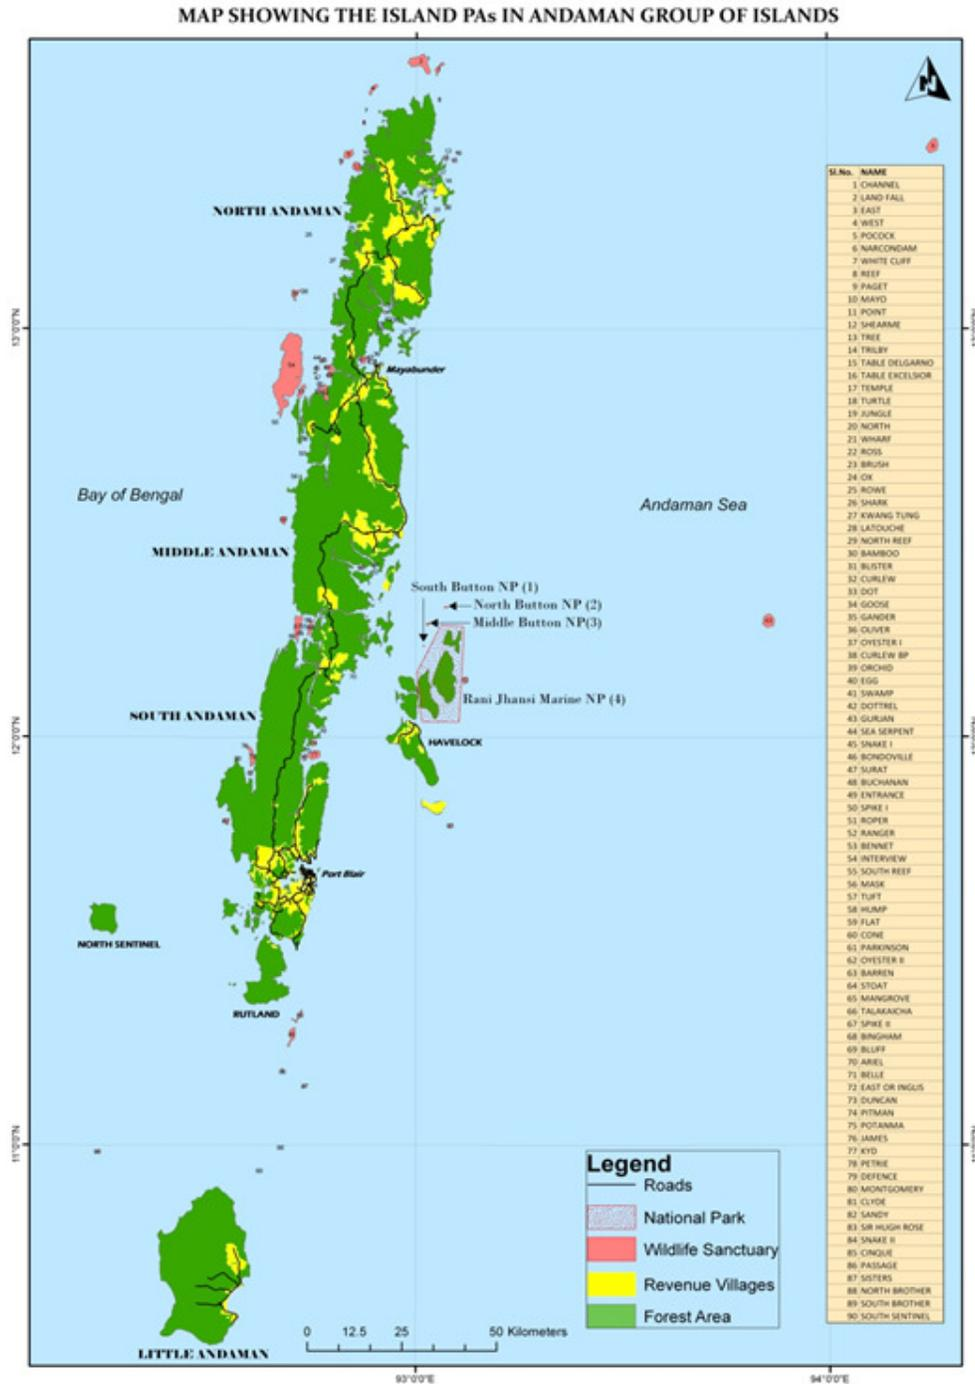 MAP SHOWING THE ISLAND PAs IN ANDAMAN GROUP OF ISLANDS
N
NORTH ANDAMAN
Mayabunder
Bay of Bengal
Andaman Sea
MIDDLE ANDAMAN
South Button NP (1)
North Button NP (2)
Middle Button NP(3)
Rani Jhansi Marine NP (4)
SOUTH ANDAMAN
HAVELOCK
Port Blair
NORTH SENTINEL
RUTLAND
LITTLE ANDAMAN
13°0'0"N
12°0'0"N
11°0'0"N
93°0'0"E
94°0'0"E
Legend
Roads
National Park
Wildlife Sanctuary
Revenue Villages
Forest Area
0 12.5 25 50 Kilometers
Sl.No. NAME
1 CHANNEL
2 LAND FALL
3 EAST
4 WEST
5 POCOCK
6 NARCONDAM
7 WHITE CLIFF
8 REEF
9 PAGET
10 MAYO
11 POINT
12 SHEARME
13 TREE
14 TRILBY
15 TABLE DELGARNO
16 TABLE EXCELSIOR
17 TEMPLE
18 TURTLE
19 JUNGLE
20 NORTH
21 WHARF
22 ROSS
23 BRUSH
24 OX
25 ROWE
26 SHARK
27 KWANG TUNG
28 LATOUCHE
29 NORTH REEF
30 BAMBOO
31 BLISTER
32 CURLEW
33 DOT
34 GOOSE
35 GANDER
36 OLIVER
37 OYESTER I
38 CURLEW BP
39 ORCHID
40 EGG
41 SWAMP
42 DOTTREL
43 GURJAN
44 SEA SERPENT
45 SNAKE I
46 BONDOVILLE
47 SURAT
48 BUCHANAN
49 ENTRANCE
50 SPIKE I
51 ROPER
52 RANGER
53 BENNET
54 INTERVIEW
55 SOUTH REEF
56 MASK
57 TUFT
58 HUMP
59 FLAT
60 CONE
61 PARKINSON
62 OYESTER II
63 BARREN
64 STOAT
65 MANGROVE
66 TALAKAICHA
67 SPIKE II
68 BINGHAM
69 BLUFF
70 ARIEL
71 BELLE
72 EAST OR INGLIS
73 DUNCAN
74 PITMAN
75 POTANMA
76 JAMES
77 KYD
78 PETRIE
79 DEFENCE
80 MONTGOMERY
81 CLYDE
82 SANDY
83 SIR HUGH ROSE
84 SNAKE II
85 CINQUE
86 PASSAGE
87 SISTERS
88 NORTH BROTHER
89 SOUTH BROTHER
90 SOUTH SENTINEL